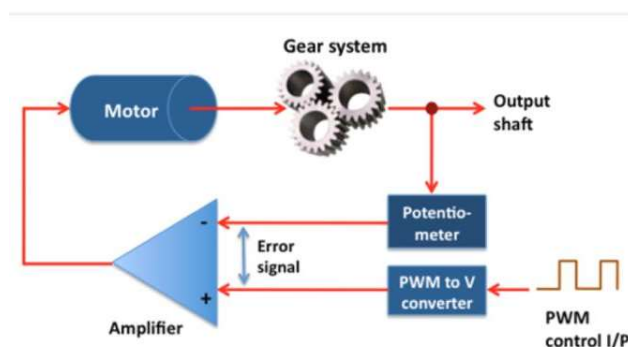 Gear system
Motor
Output
shaft
Potentio-
meter
-
Error
signal
+
PWM to V
converter
Amplifier
PWM
control I/P